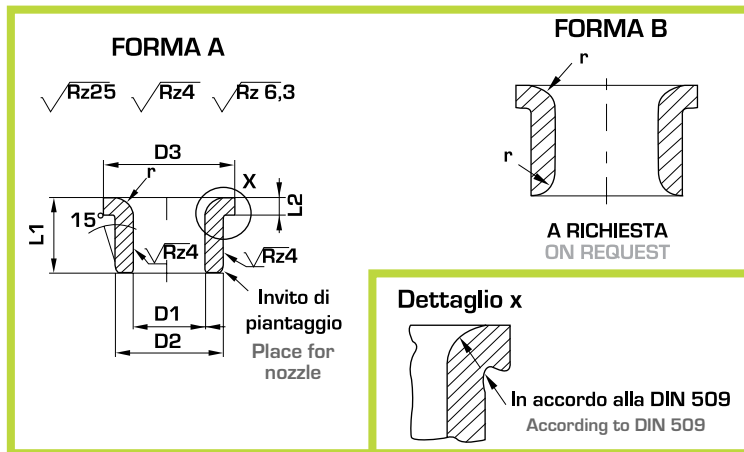 FORMA A
Rz25 Rz4 Rz 6,3
D3
r
X
L2
L1
15°
Rz4
Rz4
D1
D2
Invito di
piantaggio
Place for
nozzle
FORMA B
r
r
A RICHIESTA
ON REQUEST
Dettaglio x
In accordo alla DIN 509
According to DIN 509